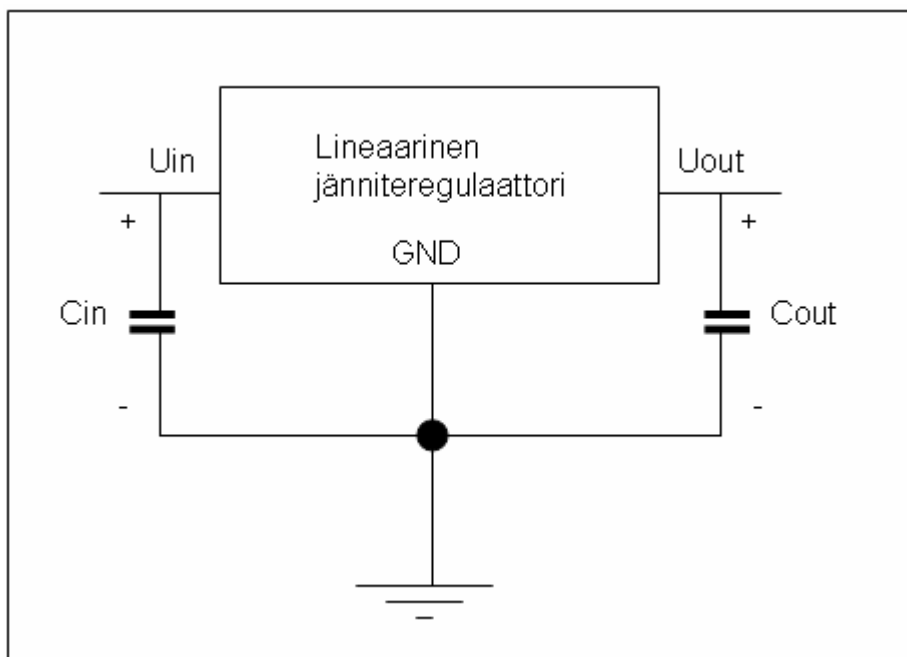 Lineaarinen
jänniteregulaattori
Uin
Uout
+
+
GND
Cin
Cout
-
-